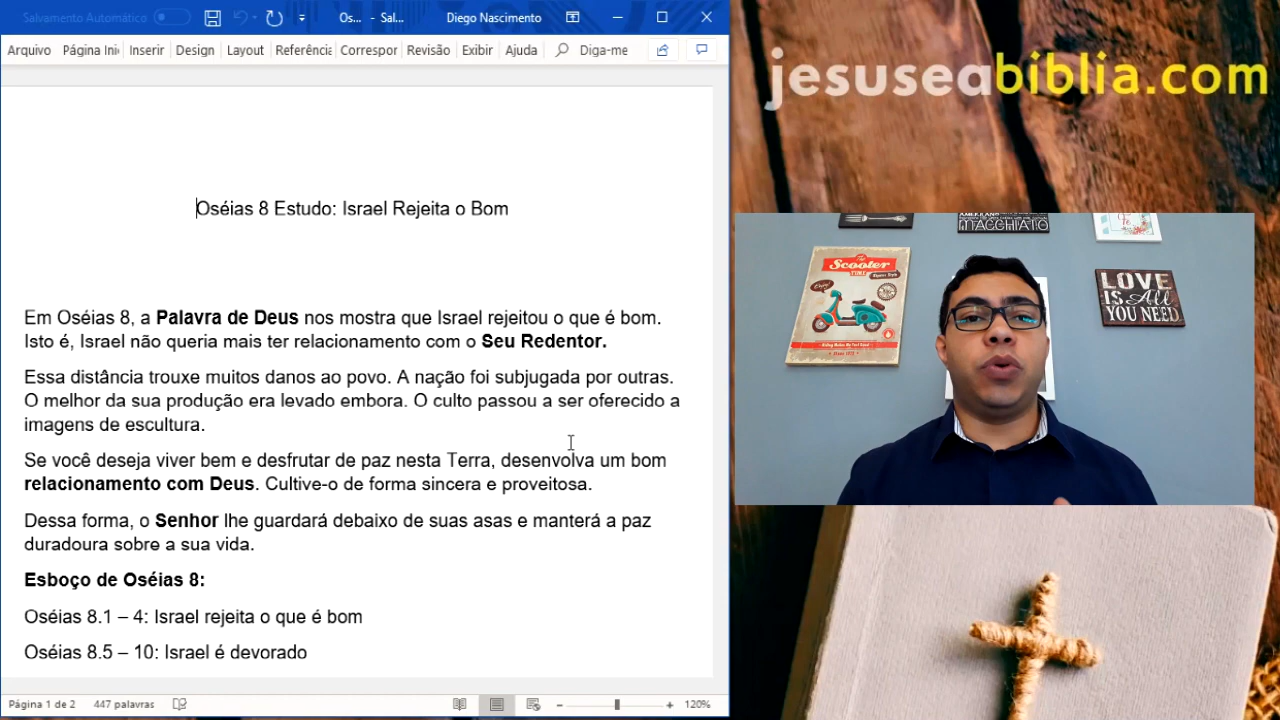 Salvamento Automático
Os... - Sal...
Diego Nascimento
Arquivo Página Ini Inserir Design Layout Referência Correspor Revisão Exibir Ajuda Diga-me
Oséias 8 Estudo: Israel Rejeita o Bom
Em Oséias 8, a Palavra de Deus nos mostra que Israel rejeitou o que é bom.
Isto é, Israel não queria mais ter relacionamento com o Seu Redentor.
Essa distância trouxe muitos danos ao povo. A nação foi subjugada por outras.
O melhor da sua produção era levado embora. O culto passou a ser oferecido a
imagens de escultura.
Se você deseja viver bem e desfrutar de paz nesta Terra, desenvolva um bom
relacionamento com Deus. Cultive-o de forma sincera e proveitosa.
Dessa forma, o Senhor lhe guardará debaixo de suas asas e manterá a paz
duradoura sobre a sua vida.
Esboço de Oséias 8:
Oséias 8.1 – 4: Israel rejeita o que é bom
Oséias 8.5 – 10: Israel é devorado
Página 1 de 2 447 palavras
120%
jesuseabiblia.com
MACCHIATO
Fe
The
Scooter
TIME
LOVE
IS All
YOU NEED